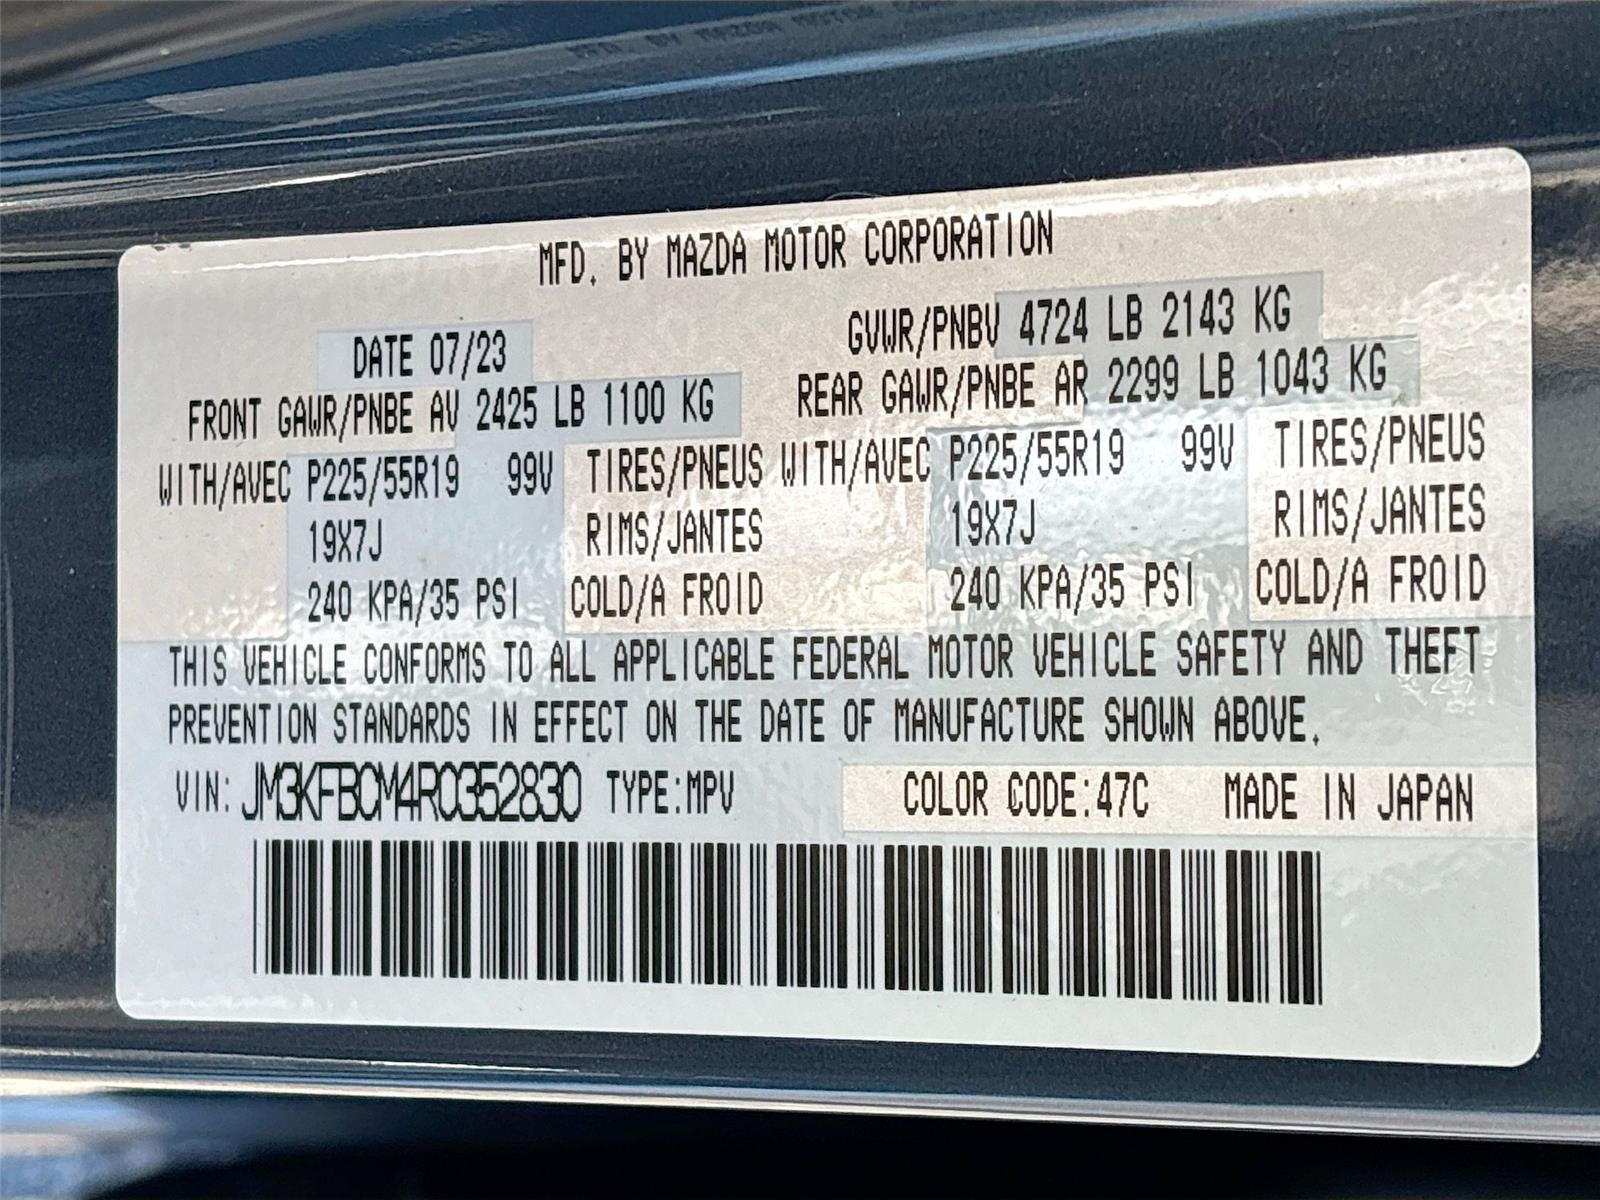 MFD. BY MAZDA MOTOR CORPORATION
DATE 07/23 GVWR/PNBV 4724 LB 2143 KG
FRONT GAWR/PNBE AV 2425 LB 1100 KG REAR GAWR/PNBE AR 2299 LB 1043 KG
WITH/AVEC P225/55R19 99V TIRES/PNEUS WITH/AVEC P225/55R19 99V TIRES/PNEUS
19X7J RIMS/JANTES 19X7J RIMS/JANTES
240 KPA/35 PSI COLD/A FROID 240 KPA/35 PSI COLD/A FROID
THIS VEHICLE CONFORMS TO ALL APPLICABLE FEDERAL MOTOR VEHICLE SAFETY AND THEFT
PREVENTION STANDARDS IN EFFECT ON THE DATE OF MANUFACTURE SHOWN ABOVE.
VIN: JM3KFBCM4R0352830 TYPE:MPV COLOR CODE:47C MADE IN JAPAN